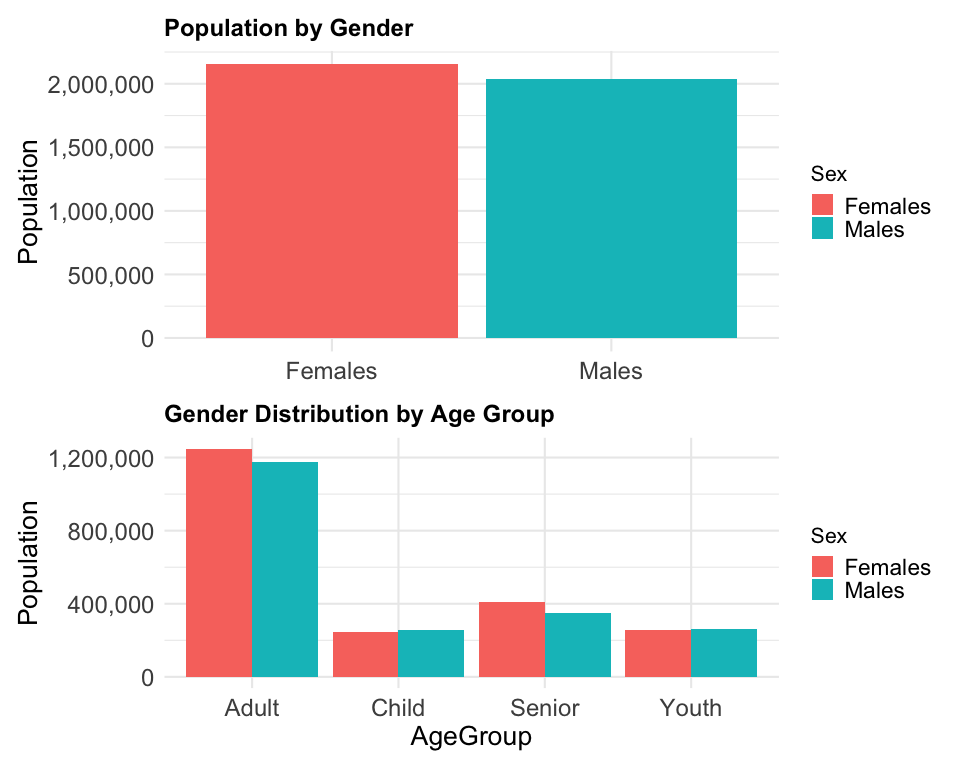 Population by Gender
Population
2,000,000
1,500,000
1,000,000
500,000
0
Females
Males
Sex
Females
Males
Gender Distribution by Age Group
Population
1,200,000
800,000
400,000
0
Adult
Child
Senior
Youth
AgeGroup
Sex
Females
Males